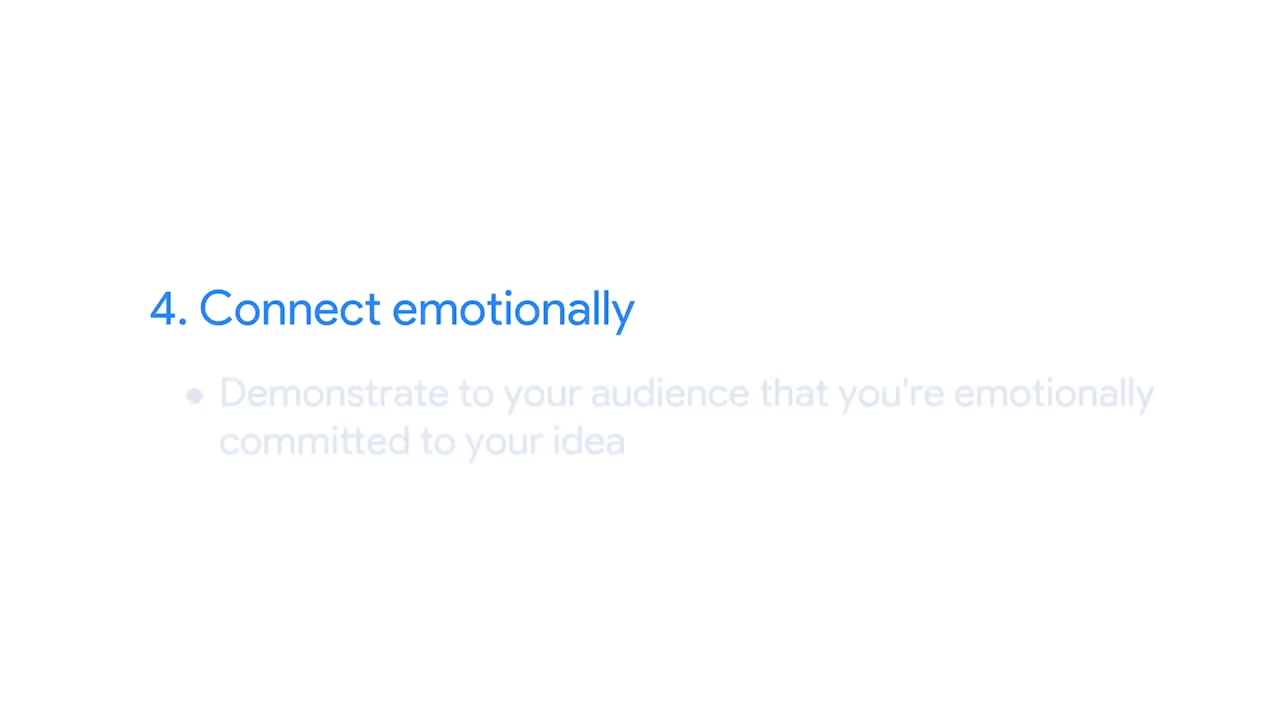 4. Connect emotionally
• Demonstrate to your audience that you're emotionally
committed to your idea